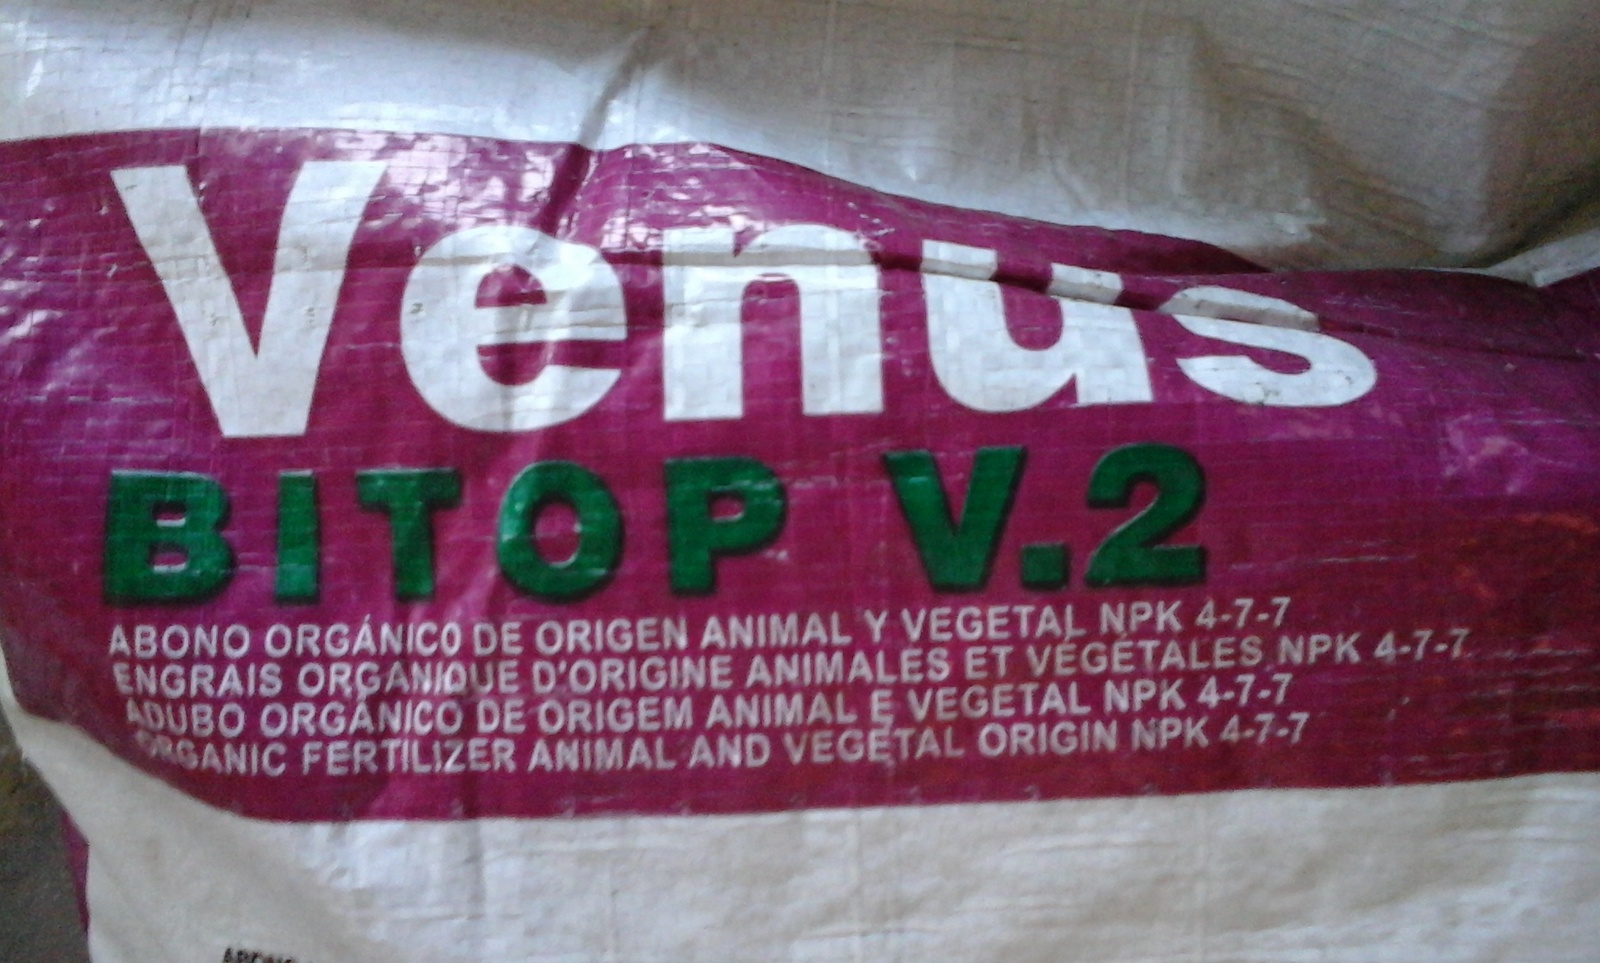 Venus
BITOP V.2
ABONO ORGÁNICO DE ORIGEN ANIMAL Y VEGETAL NPK 4-7-7
ENGRAIS ORGANIQUE D'ORIGINE ANIMALES ET VÉGÉTALES NPK 4-7-7
ADUBO ORGÁNICO DE ORIGEM ANIMAL E VEGETAL NPK 4-7-7
ORGANIC FERTILIZER ANIMAL AND VEGETAL ORIGIN NPK 4-7-7